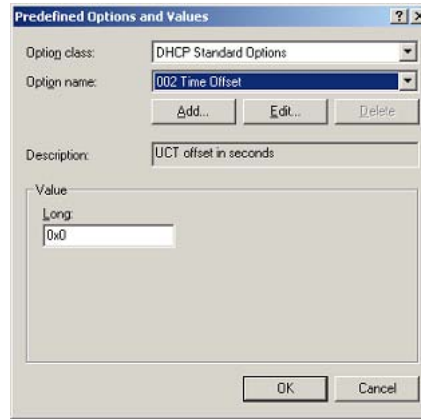 Predefined Options and Values
Option class:
DHCP Standard Options
Option name:
002 Time Offset
Add...
Edit...
Delete
Description:
UCT offset in seconds
Value
Long:
0x0
OK
Cancel